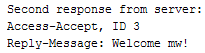 Second response from server:
Access-Accept, ID 3
Reply-Message: Welcome mw!